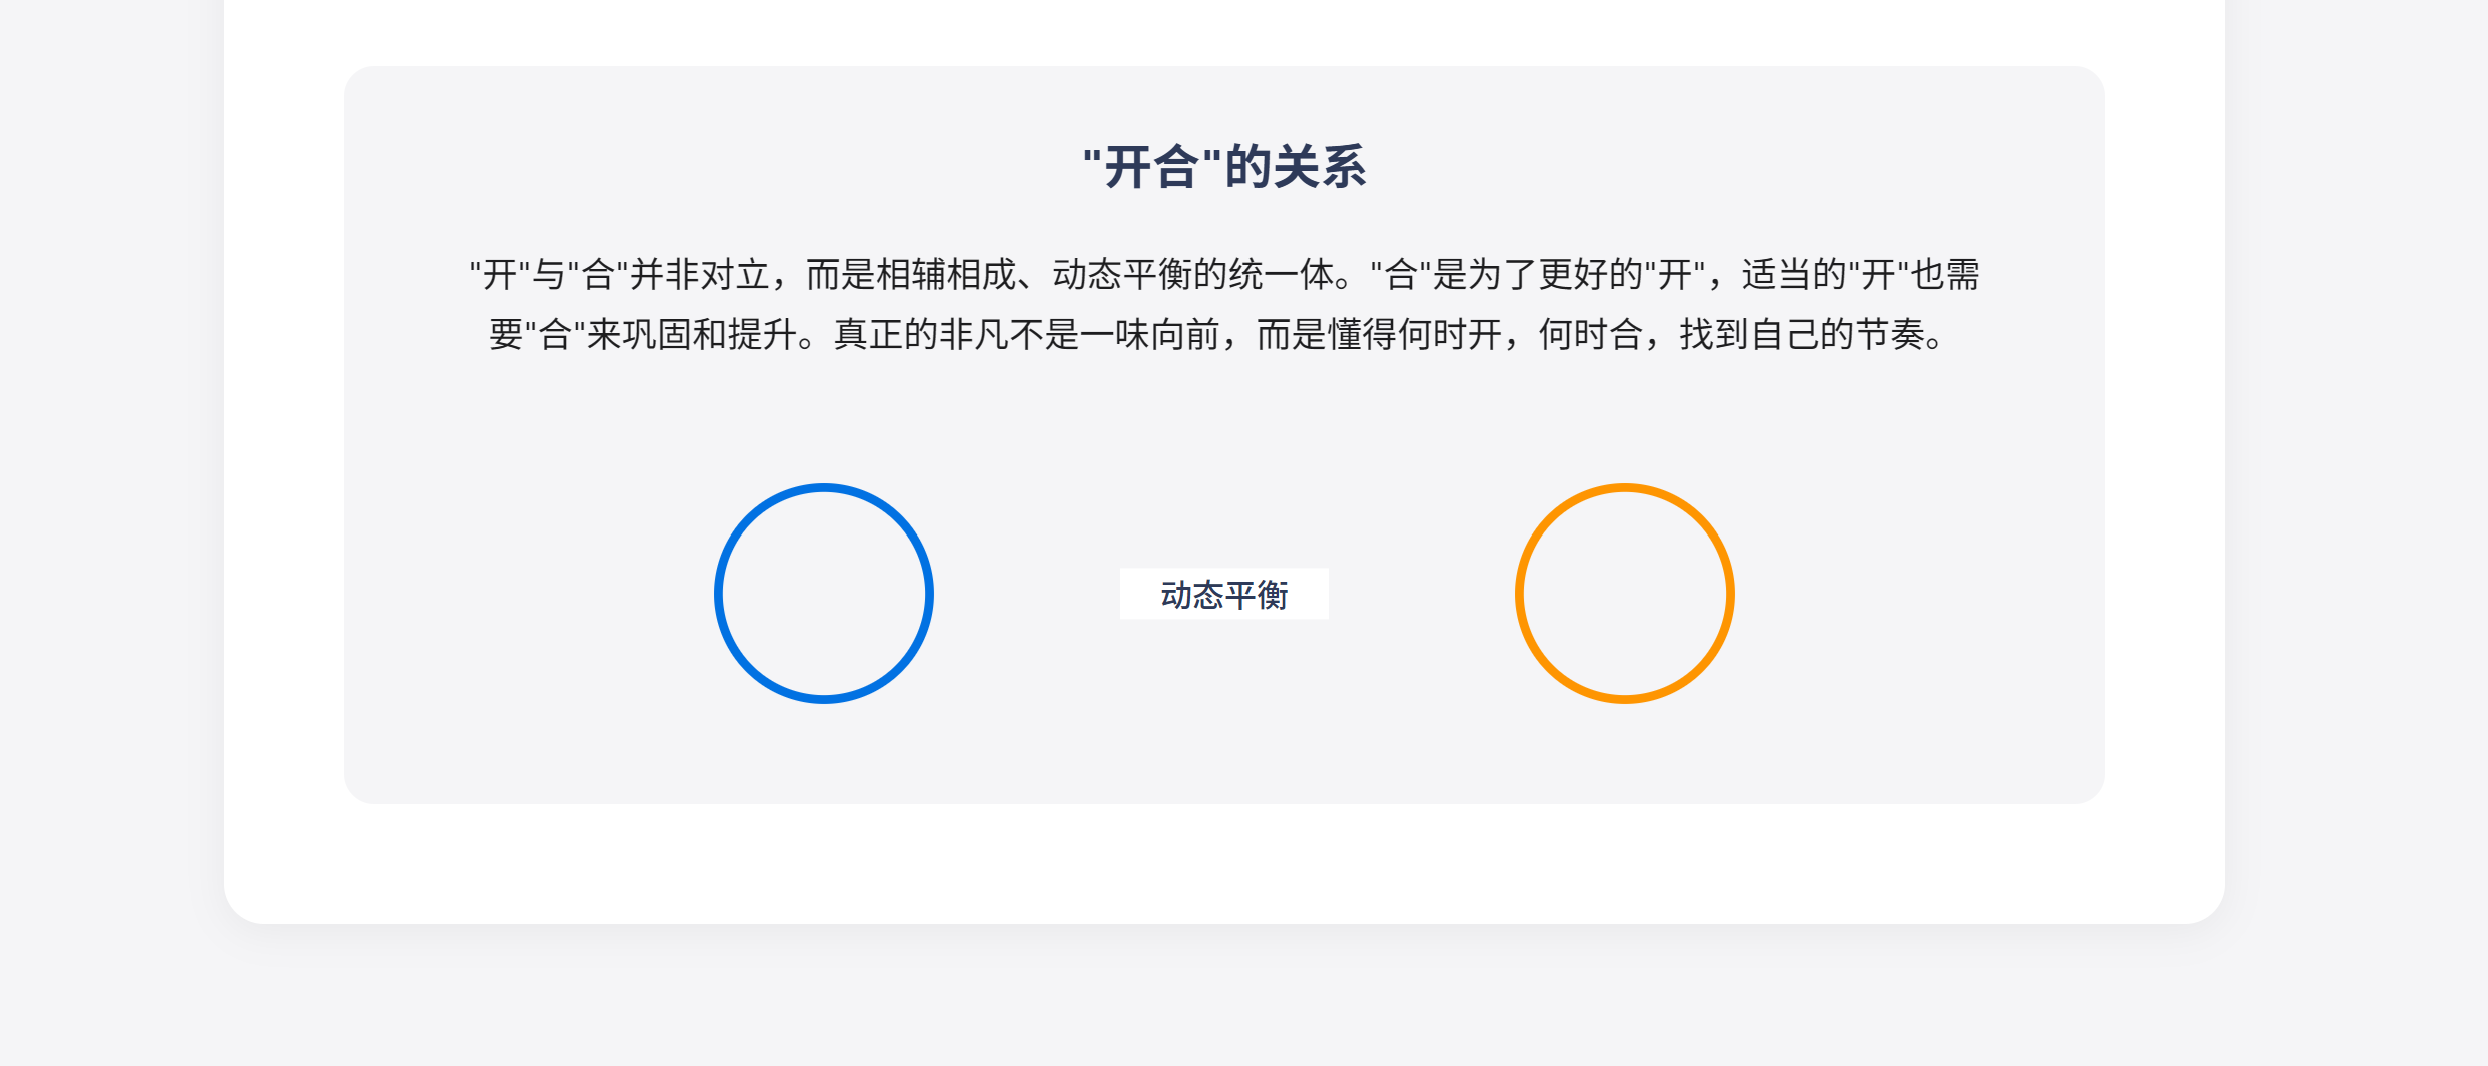 "开合"的关系
"开"与"合"并非对立，而是相辅相成、动态平衡的统一体。"合"是为了更好的"开"，适当的"开"也需
要"合"来巩固和提升。真正的非凡不是一味向前，而是懂得何时开，何时合，找到自己的节奏。
动态平衡